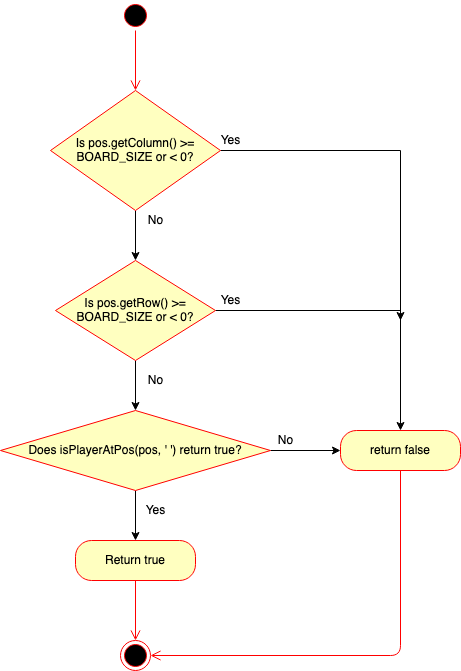 Is pos.getColumn() >=
BOARD_SIZE or < 0?
Yes
No
Is pos.getRow() >=
BOARD_SIZE or < 0?
Yes
No
Does isPlayerAtPos(pos, ' ') return true?
No
return false
Yes
Return true